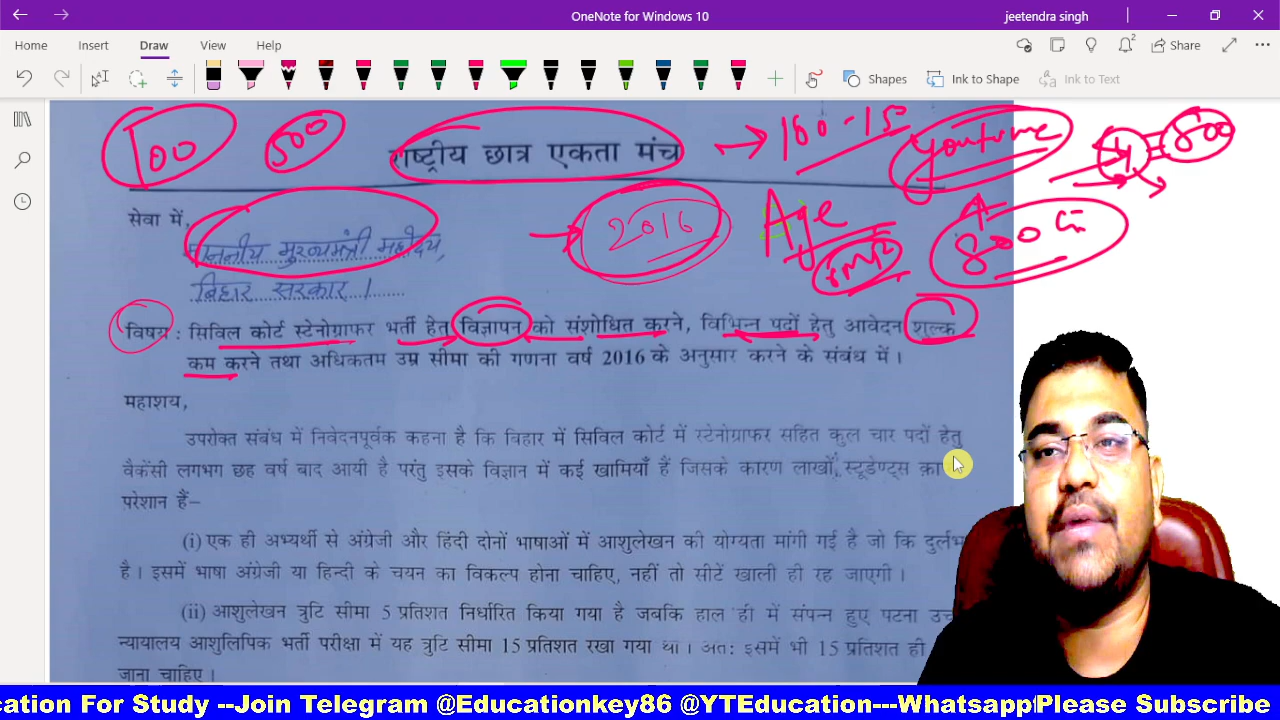 OneNote for Windows 10
jeetendra singh
Home Insert Draw View Help
Share
Shapes
Ink to Shape
Ink to Text
100 500
राष्ट्रीय छात्र एकता मंच
100-150
800
सेवा में,
माननीय मुख्यमंत्री महोदय,
बिहार सरकार।
2016
Age
800
विषय : सिविल कोर्ट स्टेनोग्राफर भर्ती हेतु विज्ञापन को संशोधित करने, विभिन्न पदों हेतु आवेदन शुल्क
कम करने तथा अधिकतम उम्र सीमा की गणना वर्ष 2016 के अनुसार करने के संबंध में।
महाशय,
उपरोक्त संबंध में निवेदनपूर्वक कहना है कि बिहार में सिविल कोर्ट में स्टेनोग्राफर सहित कुल चार पदों हेतु
वैकेंसी लगभग छह वर्ष बाद आयी है परंतु इसके विज्ञान में कई खामियाँ हैं जिसके कारण लाखों स्टूडेण्ट्स
परेशान हैं–
(i) एक ही अभ्यर्थी से अंग्रेजी और हिंदी दोनों भाषाओं में आशुलेखन की योग्यता मांगी गई है जो कि
है। इसमें भाषा अंग्रेजी या हिन्दी के चयन का विकल्प होना चाहिए, नहीं तो सीटें खाली ही रह जाएगी।
(ii) आशुलेखन त्रुटि सीमा 5 प्रतिशत निर्धारित किया गया है जबकि हाल ही में संपन्न हुए पटना
न्यायालय आशुलिपिक भर्ती परीक्षा में यह त्रुटि सीमा 15 प्रतिशत रखा गया था। अतः इसमें भी 15 प्रतिशत ही
जाना चाहिए।
cation For Study --Join Telegram @Educationkey86 @YTEducation---Whatsapp Please Subscribe